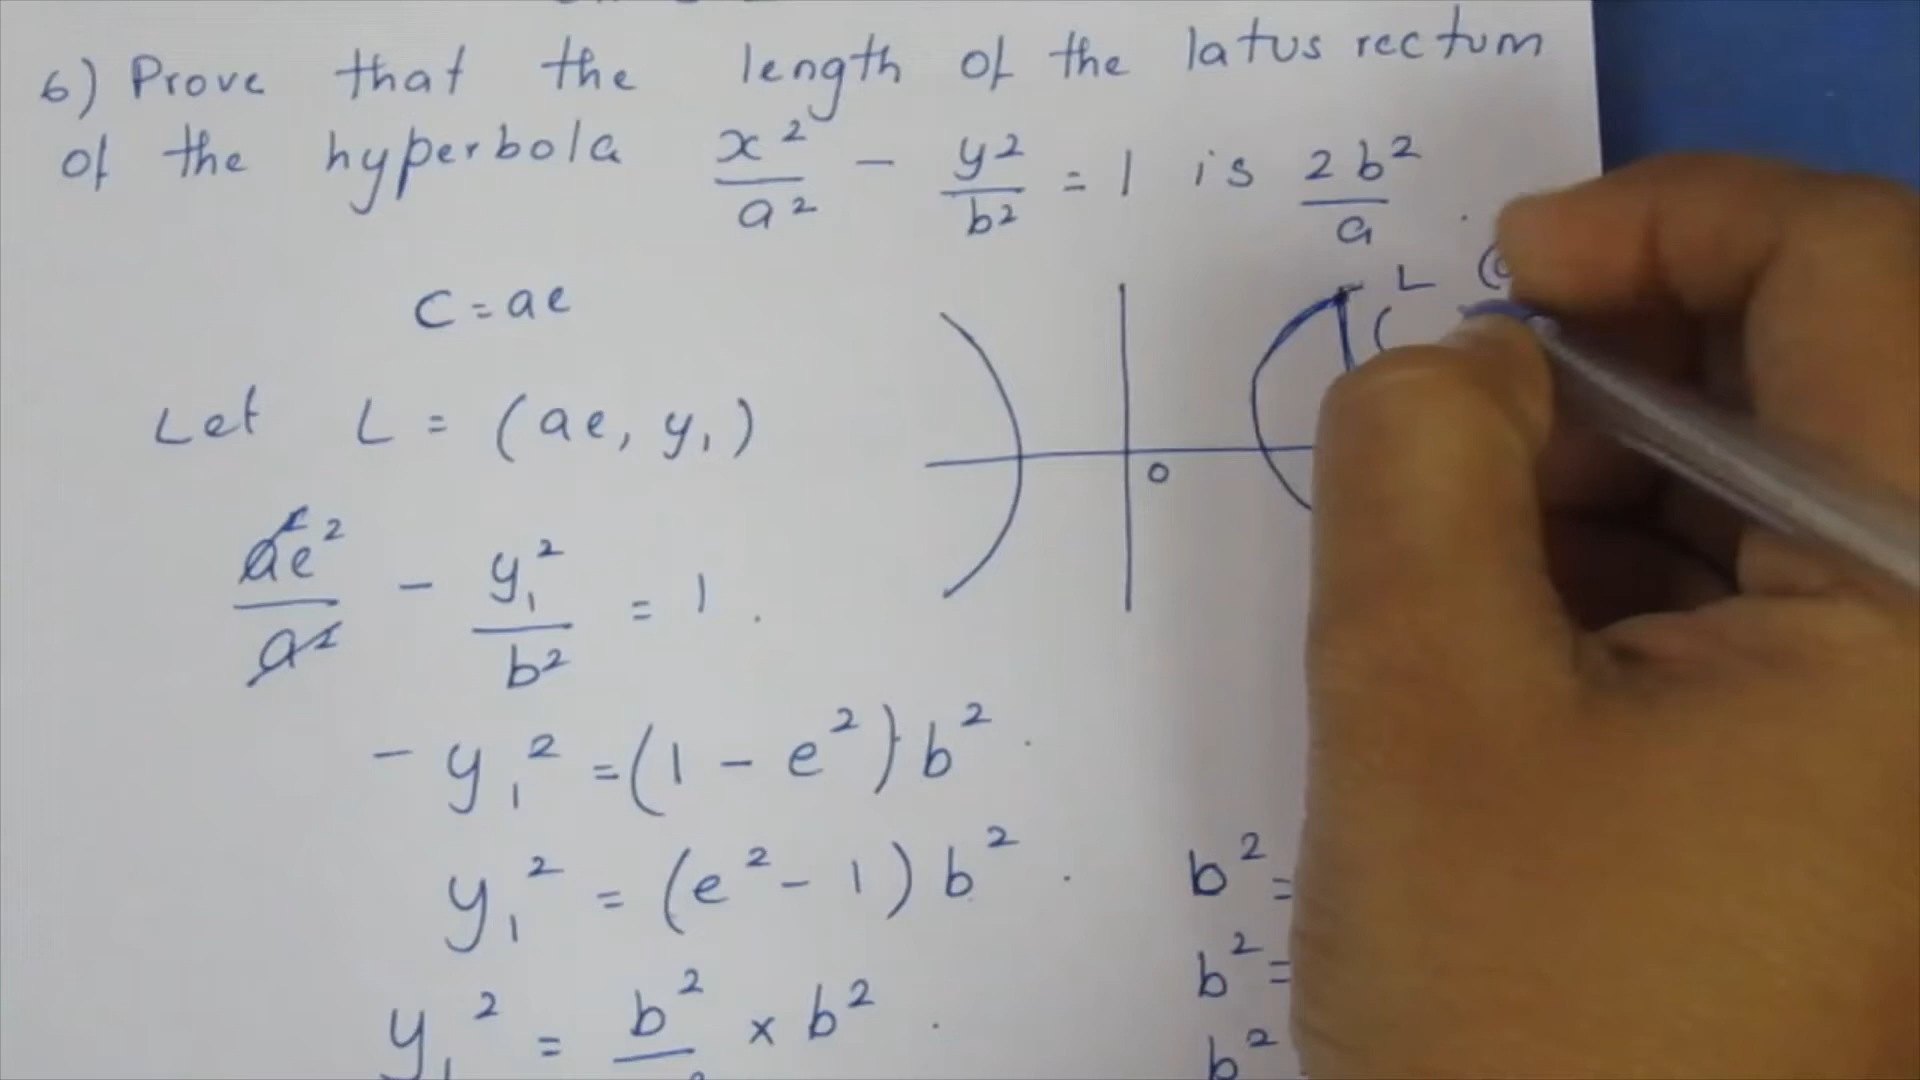 6) Prove that the length of the latus rectum
of the hyperbola x²/a² - y²/b² = 1 is 2b²/a .
L (
(
C = ae
Let L = (ae, y₁)
O
a²e²/a² - y₁²/b² = 1 .
- y₁² = (1 - e²) b² .
y₁² = (e² - 1) b² .
b² =
b² =
y₁² = b²/ × b² .
b²